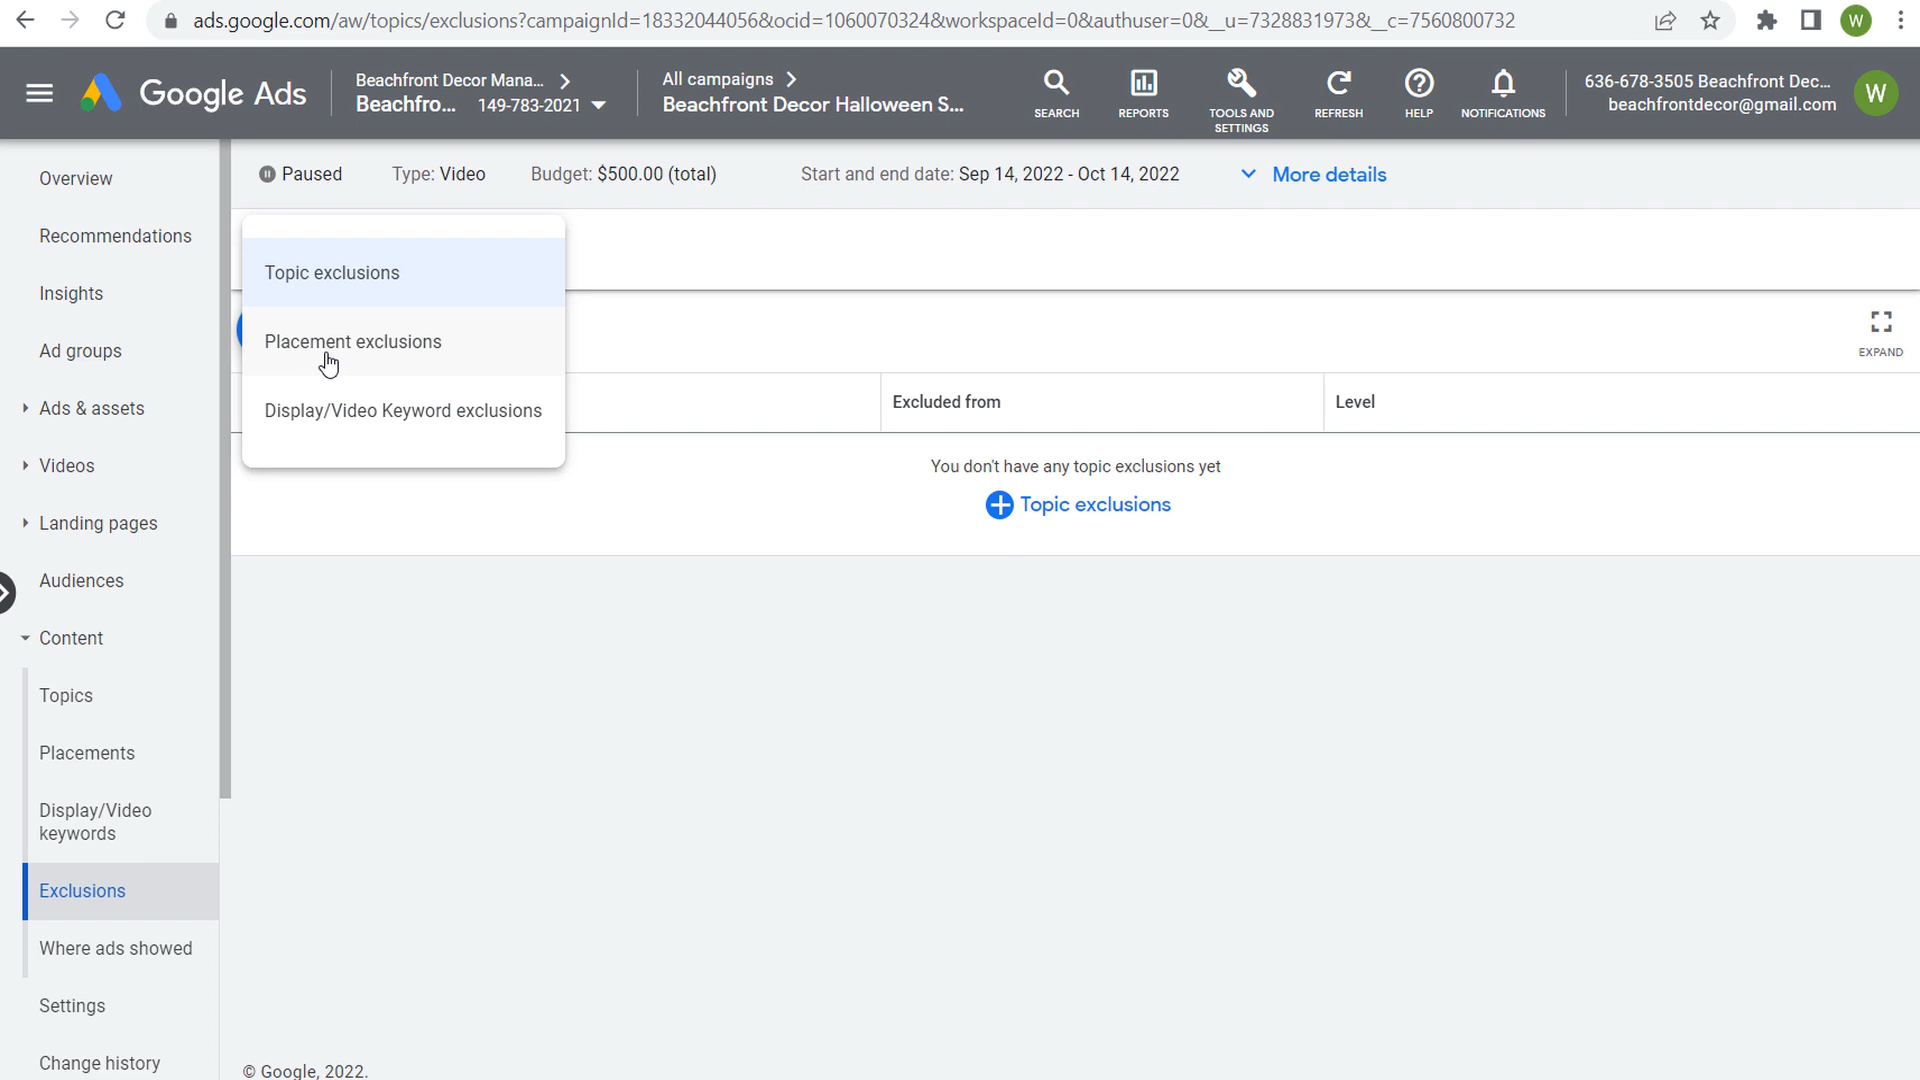 ads.google.com/aw/topics/exclusions?campaignId=18332044056&ocid=1060070324&workspaceId=0&authuser=0&__u=7328831973&__c=7560800732
W
Google Ads
Beachfront Decor Mana...
Beachfro... 149-783-2021
All campaigns
Beachfront Decor Halloween S...
SEARCH
REPORTS
TOOLS AND
SETTINGS
REFRESH
HELP
NOTIFICATIONS
636-678-3505 Beachfront Dec...
beachfrontdecor@gmail.com
W
Overview
Recommendations
Insights
Ad groups
Ads & assets
Videos
Landing pages
Audiences
Content
Topics
Placements
Display/Video
keywords
Exclusions
Where ads showed
Settings
Change history
Paused Type: Video Budget: $500.00 (total) Start and end date: Sep 14, 2022 - Oct 14, 2022 More details
Topic exclusions
Placement exclusions
Display/Video Keyword exclusions
EXPAND
Excluded from Level
You don't have any topic exclusions yet
Topic exclusions
© Google, 2022.